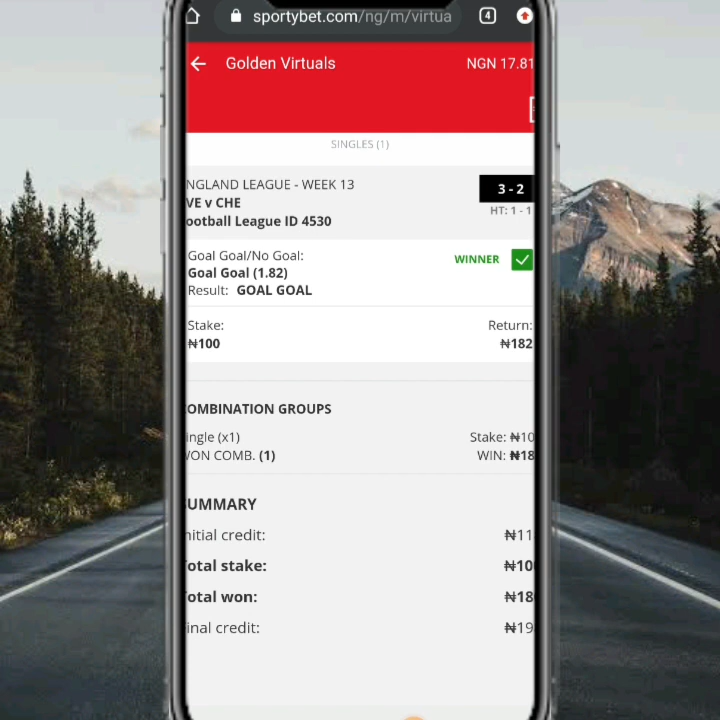 sportybet.com/ng/m/virtua
4
Golden Virtuals NGN 17.81
SINGLES (1)
NGLAND LEAGUE - WEEK 13
3 - 2
VE v CHE
HT: 1 - 1
ootball League ID 4530
Goal Goal/No Goal:
WINNER
Goal Goal (1.82)
Result: GOAL GOAL
Stake: Return:
₦100 ₦182
OMBINATION GROUPS
ingle (x1) Stake: ₦10
WON COMB. (1) WIN: ₦18
UMMARY
nitial credit: ₦11
otal stake: ₦10
otal won: ₦18
inal credit: ₦19